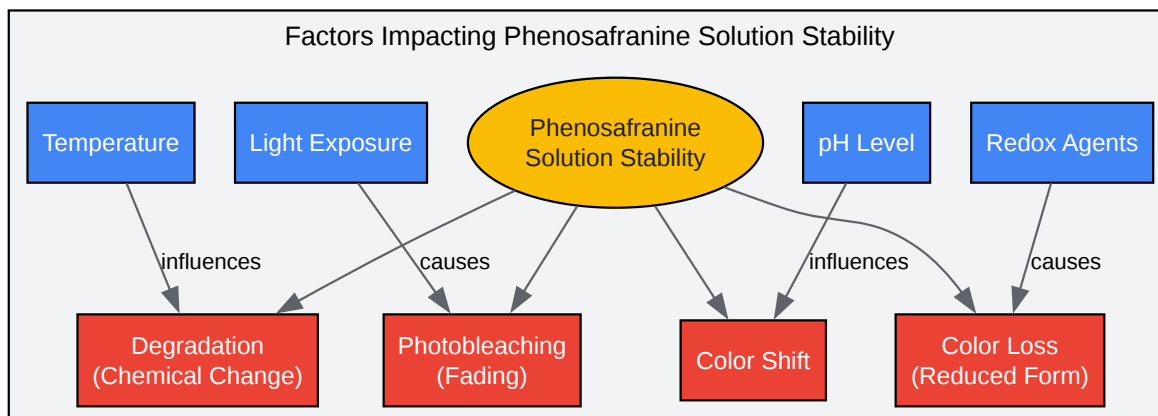 Factors Impacting Phenosafranine Solution Stability
Temperature
Light Exposure
Phenosafranine
Solution Stability
pH Level
Redox Agents
influences
causes
influences
causes
Degradation
(Chemical Change)
Photobleaching
(Fading)
Color Shift
Color Loss
(Reduced Form)